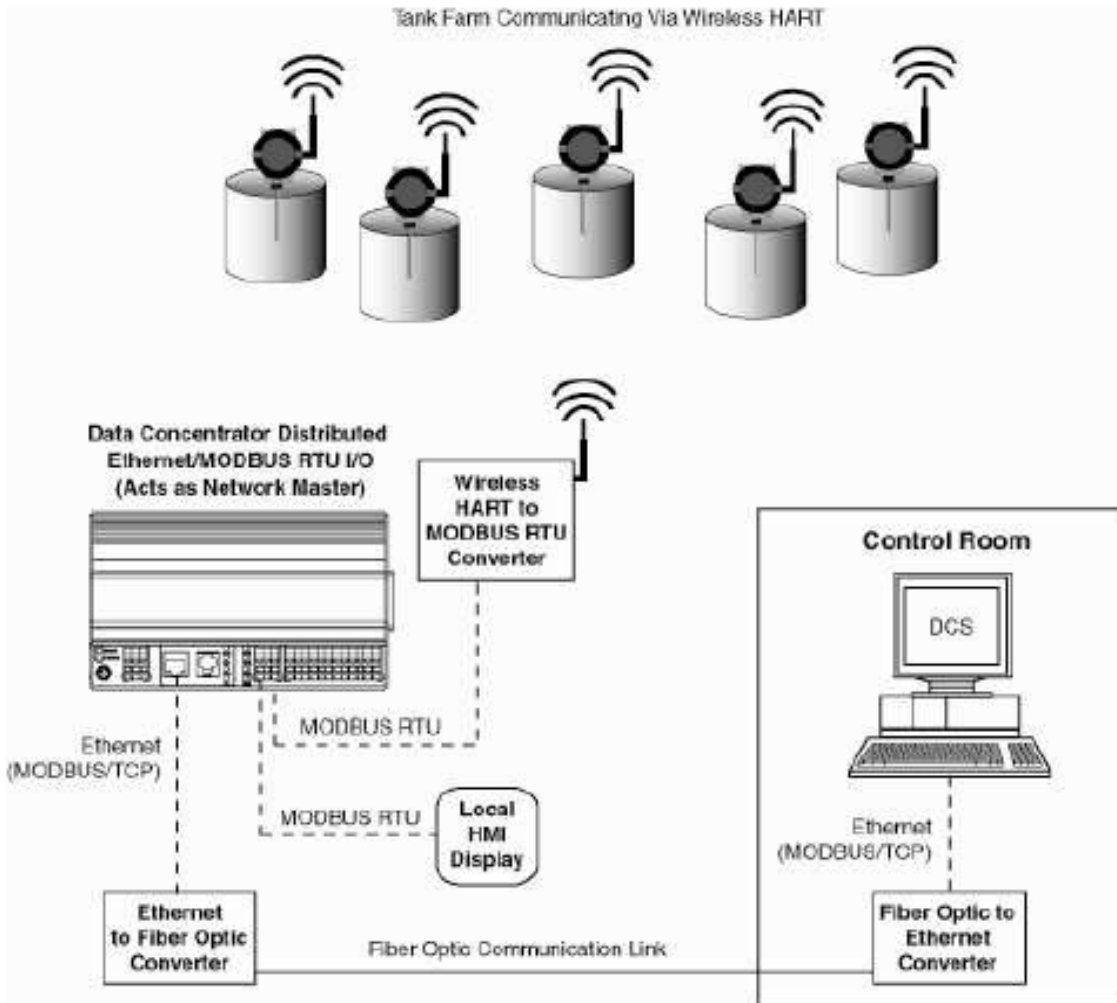 Tank Farm Communicating Via Wireless HART
Data Concentrator Distributed
Ethernet/MODBUS RTU I/O
(Acts as Network Master)
Wireless
HART to
MODBUS RTU
Converter
Control Room
DCS
MODBUS RTU
Ethernet
(MODBUS/TCP)
MODBUS RTU
Local
HMI
Display
Ethernet
(MODBUS/TCP)
Ethernet
to Fiber Optic
Converter
Fiber Optic Communication Link
Fiber Optic to
Ethernet
Converter